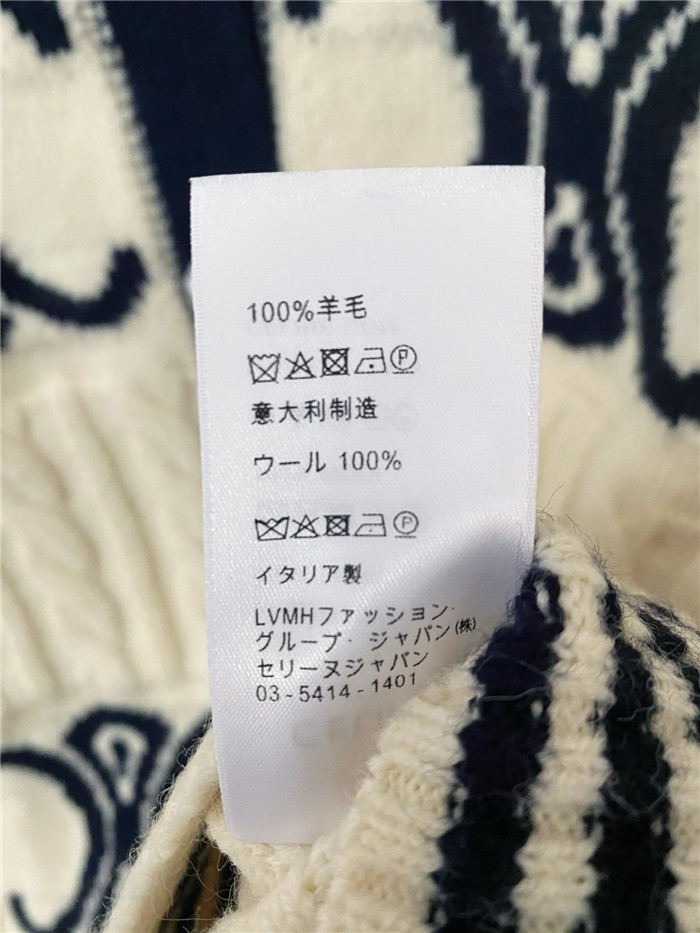 100%羊毛
P
意大利制造
ウール 100%
P
イタリア製
LVMHファッション・
グループ・ ジャパン(株)
セリーヌジャパン
03-5414-1401